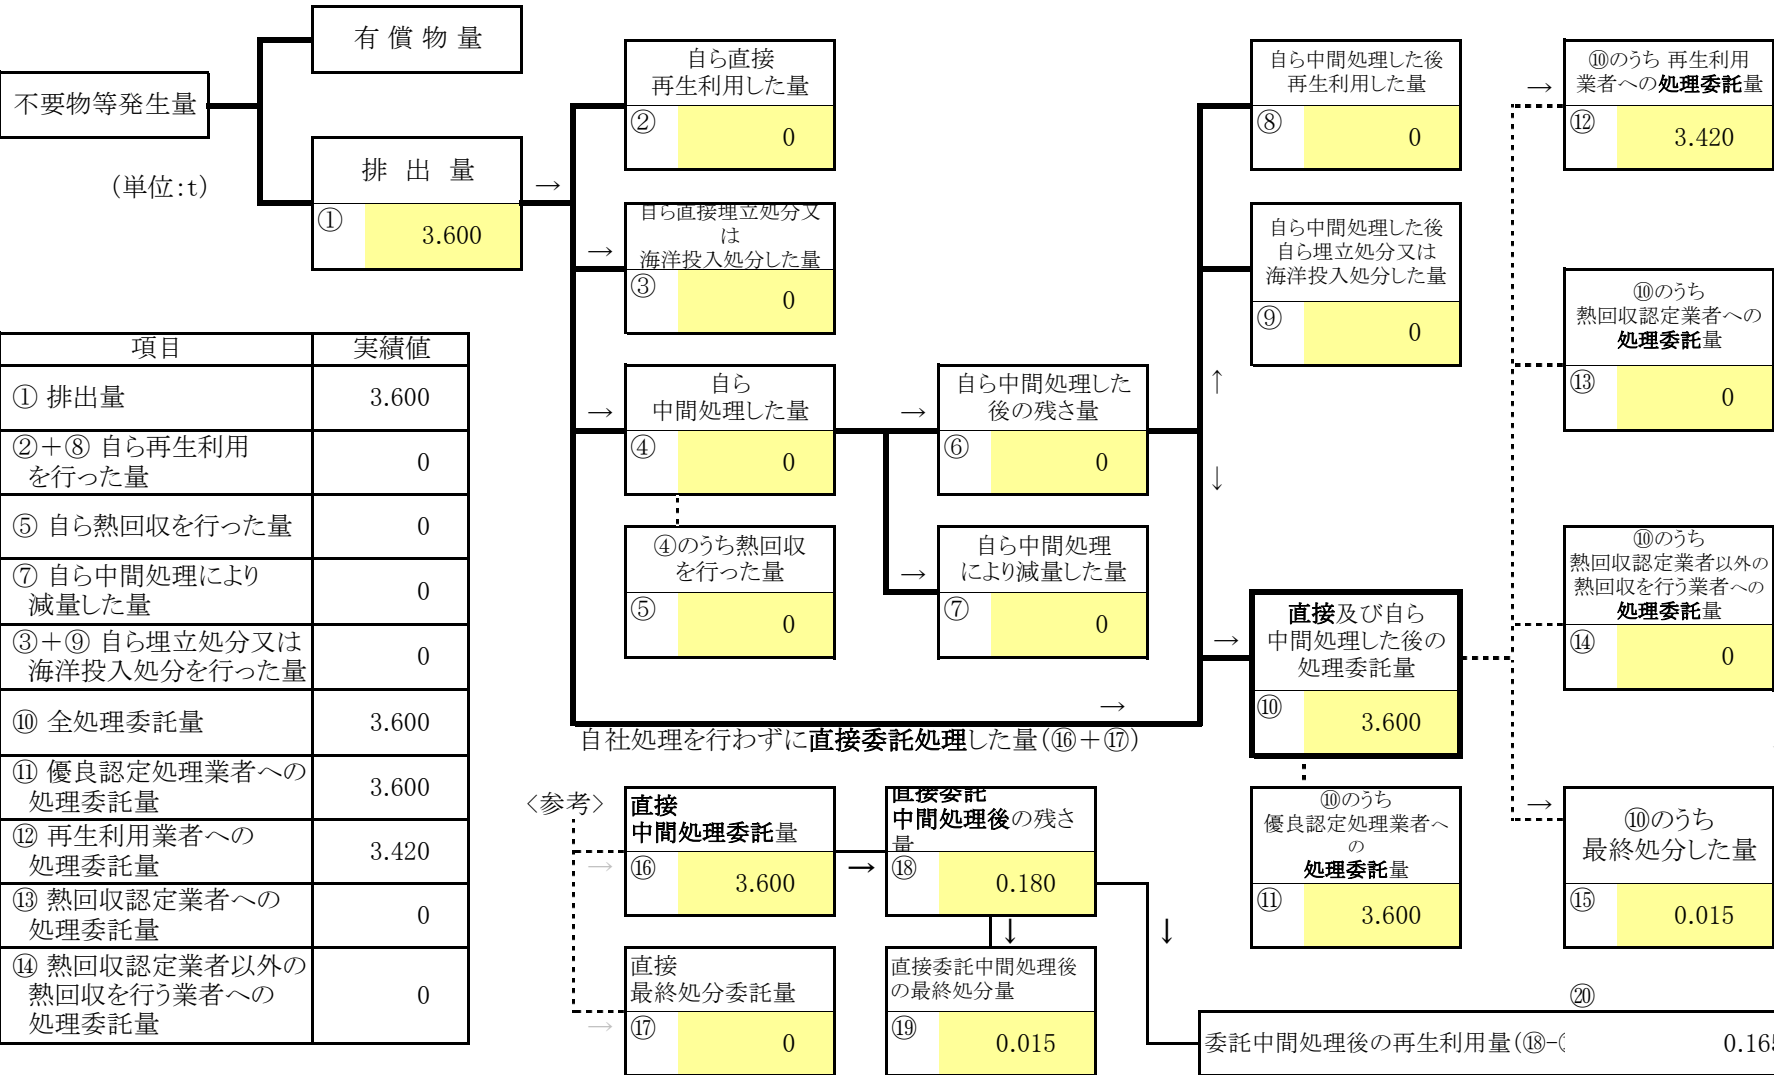 有 償 物 量
不要物等発生量
(単位:t)
排 出 量
→
① 3.600
自ら直接
再生利用した量
② 0
自ら直接埋立処分又
は
海洋投入処分した量
→
③ 0
自ら
中間処理した量
→
④ 0
④のうち熱回収
を行った量
⑤ 0
自ら中間処理した
後の残さ量
→
⑥ 0
自ら中間処理
により減量した量
→
⑦ 0
自ら中間処理した後
再生利用した量
⑧ 0
自ら中間処理した後
自ら埋立処分又は
海洋投入処分した量
⑨ 0
↑
↓
直接及び自ら
中間処理した後の
処理委託量
→
⑩ 3.600
→
自社処理を行わずに直接委託処理した量(⑯+⑰)
⑩のうち
優良認定処理業者へ
の
処理委託量
⑪ 3.600
⑩のうち 再生利用
業者への処理委託量
→
⑫ 3.420
⑩のうち
熱回収認定業者への
処理委託量
⑬ 0
⑩のうち
熱回収認定業者以外の
熱回収を行う業者への
処理委託量
⑭ 0
⑩のうち
最終処分した量
→
⑮ 0.015
項目 実績値
① 排出量 3.600
②+⑧ 自ら再生利用
を行った量 0
⑤ 自ら熱回収を行った量 0
⑦ 自ら中間処理により
減量した量 0
③+⑨ 自ら埋立処分又は
海洋投入処分を行った量 0
⑩ 全処理委託量 3.600
⑪ 優良認定処理業者への
処理委託量 3.600
⑫ 再生利用業者への
処理委託量 3.420
⑬ 熱回収認定業者への
処理委託量 0
⑭ 熱回収認定業者以外の
熱回収を行う業者への
処理委託量 0
<参考>
直接
中間処理委託量
→
⑯ 3.600
直接
最終処分委託量
→
⑰ 0
直接委託
中間処理後の残さ
量
→
⑱ 0.180
↓
↓
直接委託中間処理後
の最終処分量
⑲ 0.015
⑳
委託中間処理後の再生利用量(⑱- 0.165